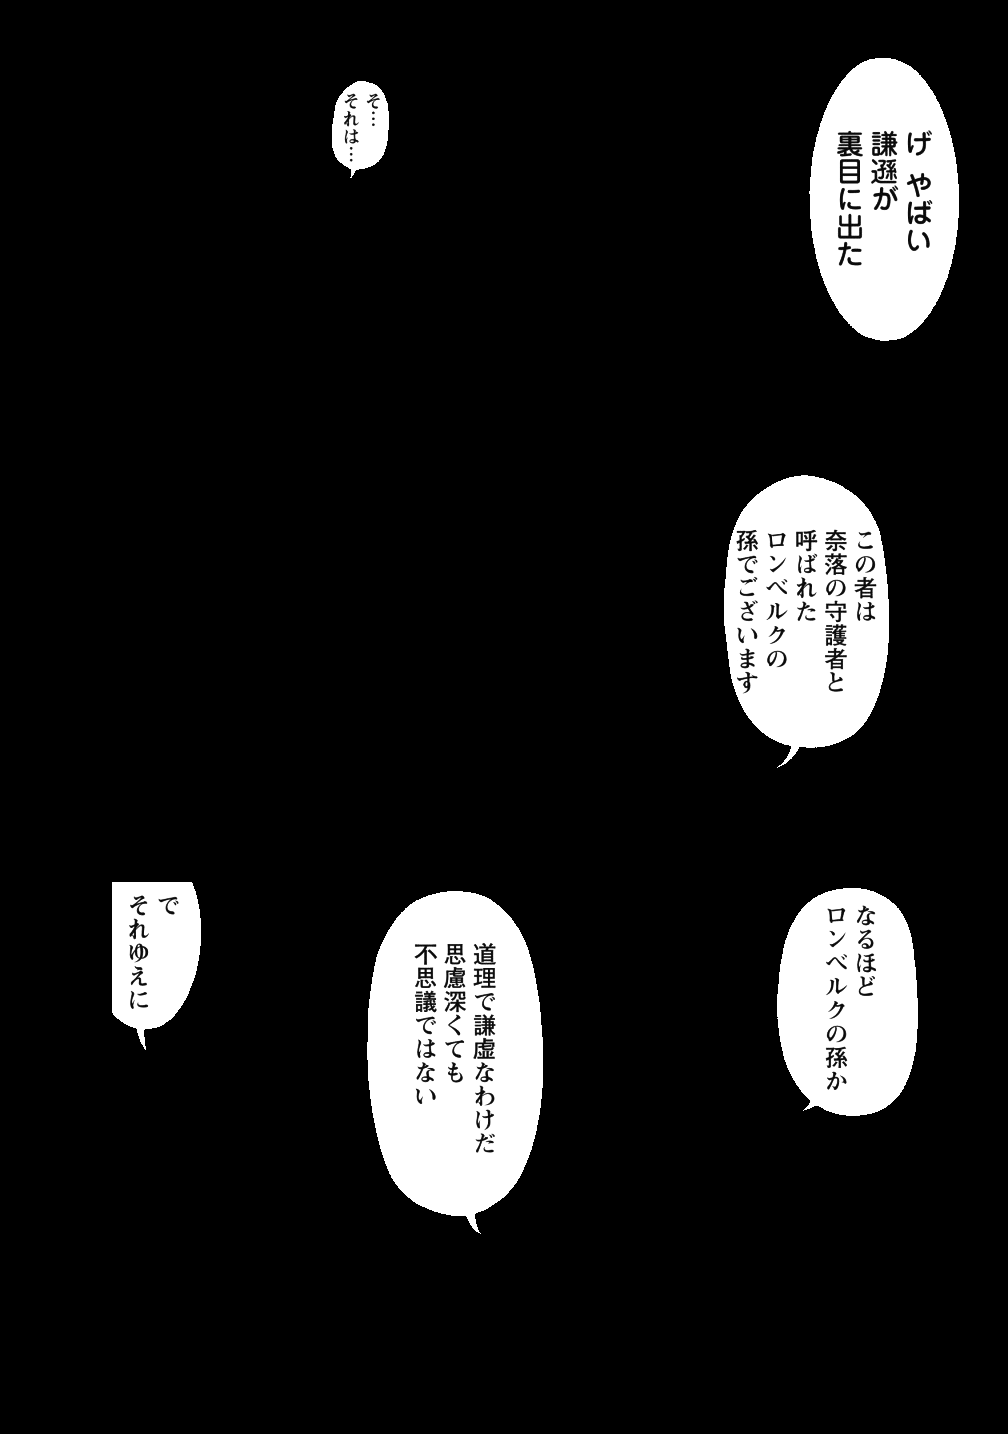 げ やばい
謙遜が
裏目に出た
そ…
それは…
この者は
奈落の守護者と
呼ばれた
ロンベルクの
孫でございます
なるほど
ロンベルクの孫か
道理で謙虚なわけだ
思慮深くても
不思議ではない
で
それゆえに